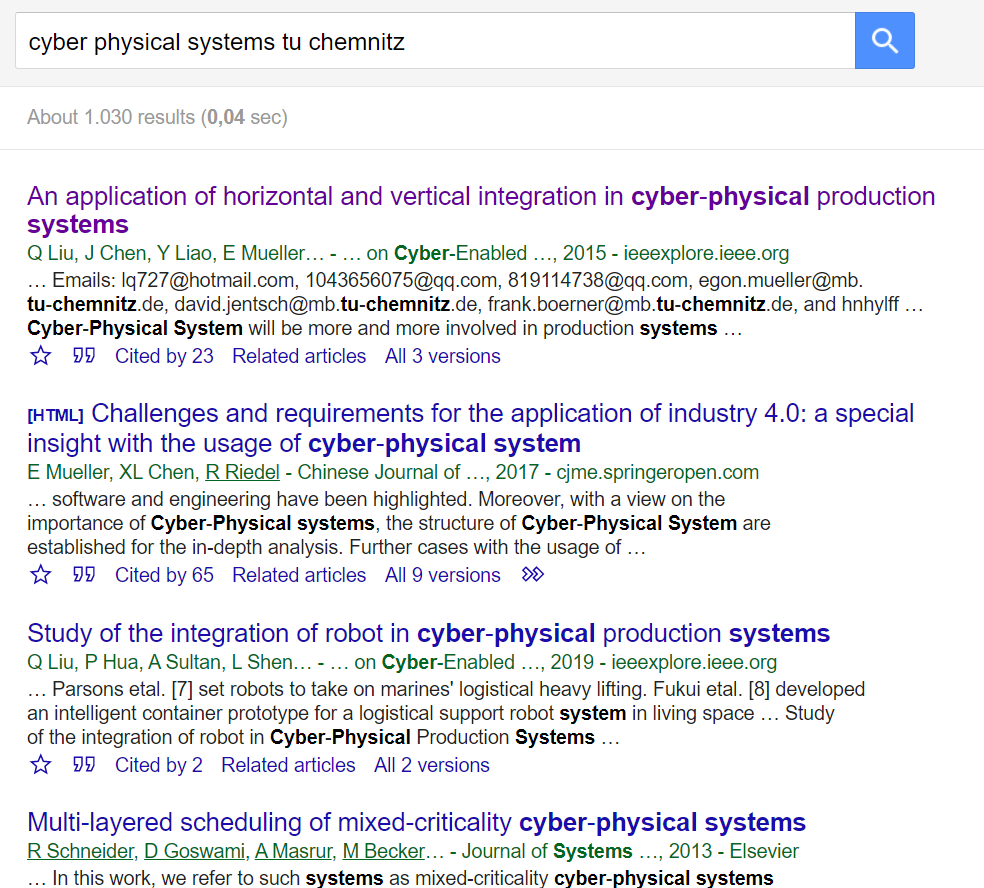 cyber physical systems tu chemnitz
About 1.030 results (0,04 sec)
An application of horizontal and vertical integration in cyber-physical production
systems
Q Liu, J Chen, Y Liao, E Mueller… - … on Cyber-Enabled …, 2015 - ieeexplore.ieee.org
… Emails: lq727@hotmail.com, 1043656075@qq.com, 819114738@qq.com, egon.mueller@mb.
tu-chemnitz.de, david.jentsch@mb.tu-chemnitz.de, frank.boerner@mb.tu-chemnitz.de, and hnhylff …
Cyber-Physical System will be more and more involved in production systems …
Cited by 23 Related articles All 3 versions
[HTML] Challenges and requirements for the application of industry 4.0: a special
insight with the usage of cyber-physical system
E Mueller, XL Chen, R Riedel - Chinese Journal of …, 2017 - cjme.springeropen.com
… software and engineering have been highlighted. Moreover, with a view on the
importance of Cyber-Physical systems, the structure of Cyber-Physical System are
established for the in-depth analysis. Further cases with the usage of …
Cited by 65 Related articles All 9 versions
Study of the integration of robot in cyber-physical production systems
Q Liu, P Hua, A Sultan, L Shen… - … on Cyber-Enabled …, 2019 - ieeexplore.ieee.org
… Parsons etal. [7] set robots to take on marines' logistical heavy lifting. Fukui etal. [8] developed
an intelligent container prototype for a logistical support robot system in living space … Study
of the integration of robot in Cyber-Physical Production Systems …
Cited by 2 Related articles All 2 versions
Multi-layered scheduling of mixed-criticality cyber-physical systems
R Schneider, D Goswami, A Masrur, M Becker… - Journal of Systems …, 2013 - Elsevier
… In this work, we refer to such systems as mixed-criticality cyber-physical systems